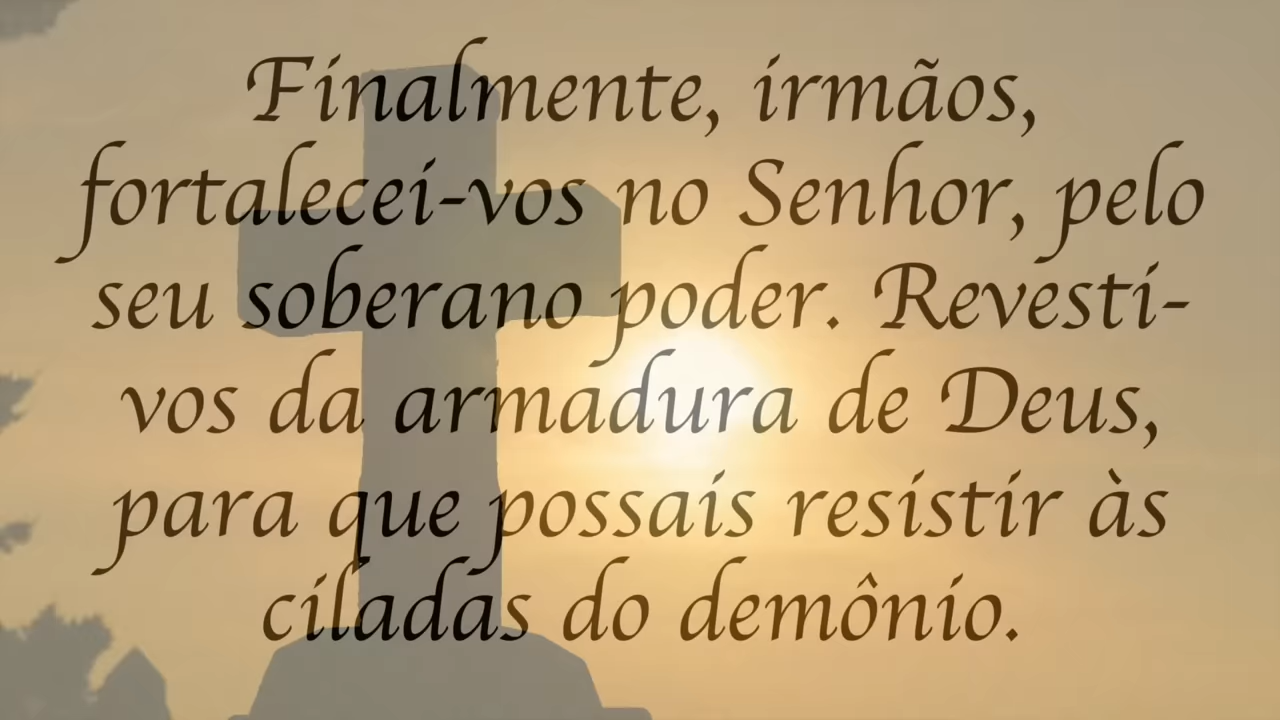 Finalmente, irmãos,
fortalecei-vos no Senhor, pelo
seu soberano poder. Revesti-
vos da armadura de Deus,
para que possais resistir às
ciladas do demônio.